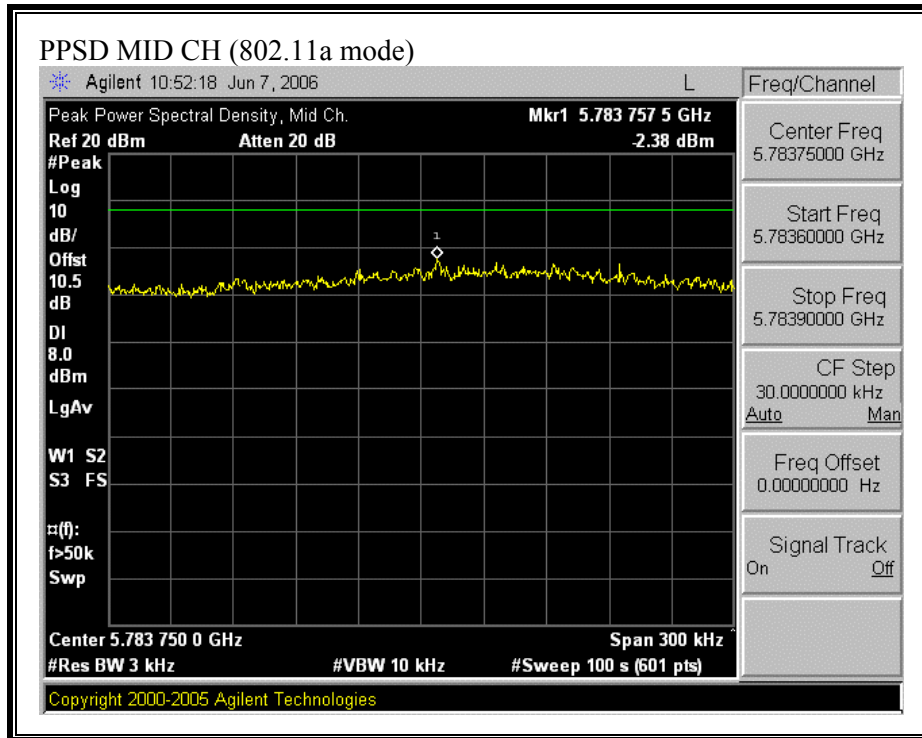 PPSD MID CH (802.11a mode)
Agilent 10:52:18 Jun 7, 2006 L
Freq/Channel
Peak Power Spectral Density, Mid Ch.
Mkr1 5.783 757 5 GHz
Ref 20 dBm Atten 20 dB -2.38 dBm
#Peak
Log
10
dB/
Offst
10.5
dB
DI
8.0
dBm
LgAv
W1 S2
S3 FS
¤(f):
f>50k
Swp
1
Center 5.783 750 0 GHz Span 300 kHz
#Res BW 3 kHz #VBW 10 kHz #Sweep 100 s (601 pts)
Copyright 2000-2005 Agilent Technologies
Center Freq
5.78375000 GHz
Start Freq
5.78360000 GHz
Stop Freq
5.78390000 GHz
CF Step
30.0000000 kHz
Auto Man
Freq Offset
0.00000000 Hz
Signal Track
On Off